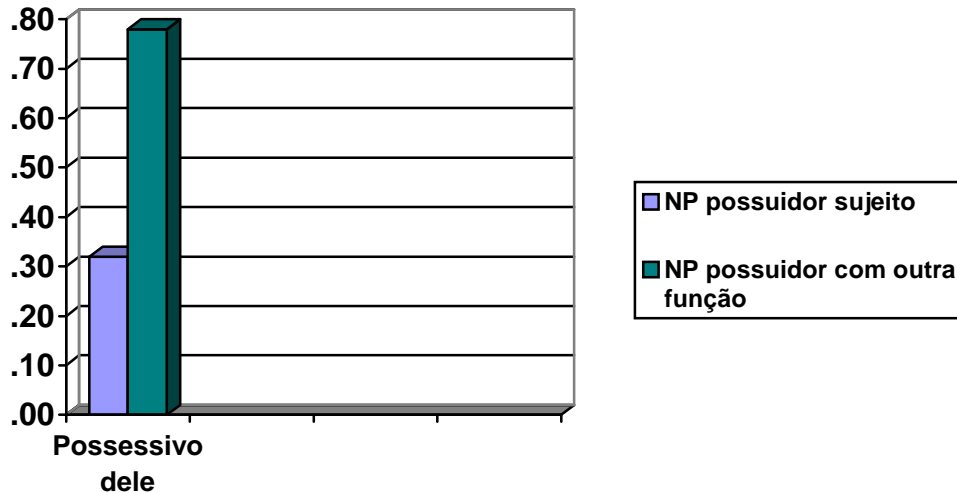 .80
.70
.60
.50
.40
.30
.20
.10
.00
Possessivo
dele
NP possuidor sujeito
NP possuidor com outra
função